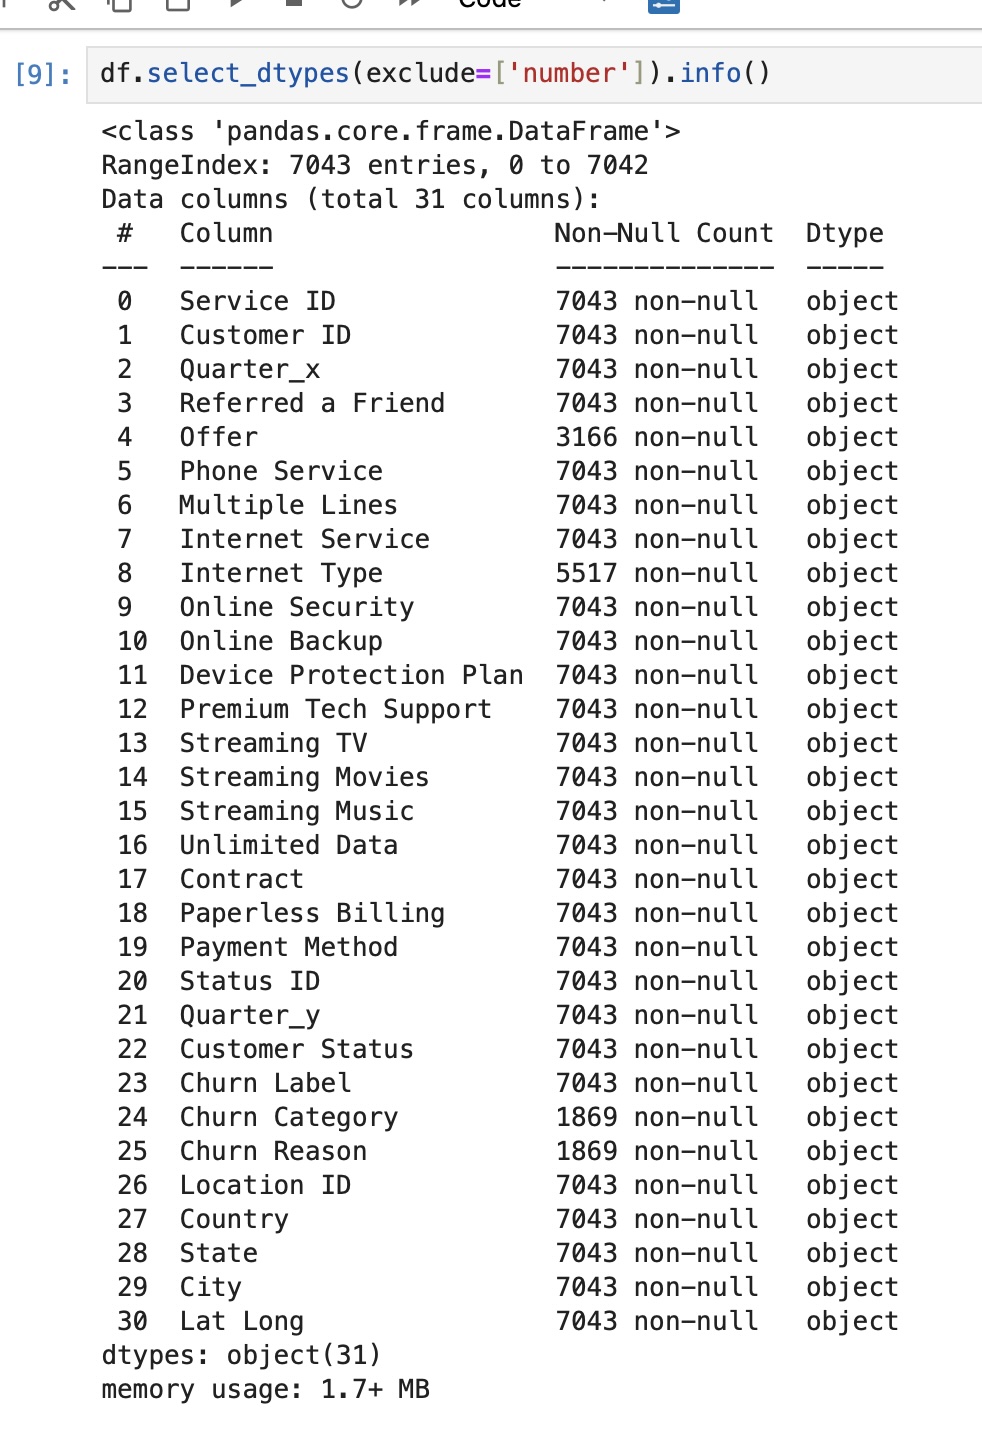 Code
[9]: df.select_dtypes(exclude=['number']).info()
<class 'pandas.core.frame.DataFrame'>
RangeIndex: 7043 entries, 0 to 7042
Data columns (total 31 columns):
 #   Column                  Non-Null Count  Dtype
---  ------                  --------------  -----
 0   Service ID              7043 non-null   object
 1   Customer ID             7043 non-null   object
 2   Quarter_x               7043 non-null   object
 3   Referred a Friend       7043 non-null   object
 4   Offer                   3166 non-null   object
 5   Phone Service           7043 non-null   object
 6   Multiple Lines          7043 non-null   object
 7   Internet Service        7043 non-null   object
 8   Internet Type           5517 non-null   object
 9   Online Security         7043 non-null   object
 10  Online Backup           7043 non-null   object
 11  Device Protection Plan  7043 non-null   object
 12  Premium Tech Support    7043 non-null   object
 13  Streaming TV            7043 non-null   object
 14  Streaming Movies        7043 non-null   object
 15  Streaming Music         7043 non-null   object
 16  Unlimited Data          7043 non-null   object
 17  Contract                7043 non-null   object
 18  Paperless Billing       7043 non-null   object
 19  Payment Method          7043 non-null   object
 20  Status ID               7043 non-null   object
 21  Quarter_y               7043 non-null   object
 22  Customer Status         7043 non-null   object
 23  Churn Label             7043 non-null   object
 24  Churn Category          1869 non-null   object
 25  Churn Reason            1869 non-null   object
 26  Location ID             7043 non-null   object
 27  Country                 7043 non-null   object
 28  State                   7043 non-null   object
 29  City                    7043 non-null   object
 30  Lat Long                7043 non-null   object
dtypes: object(31)
memory usage: 1.7+ MB